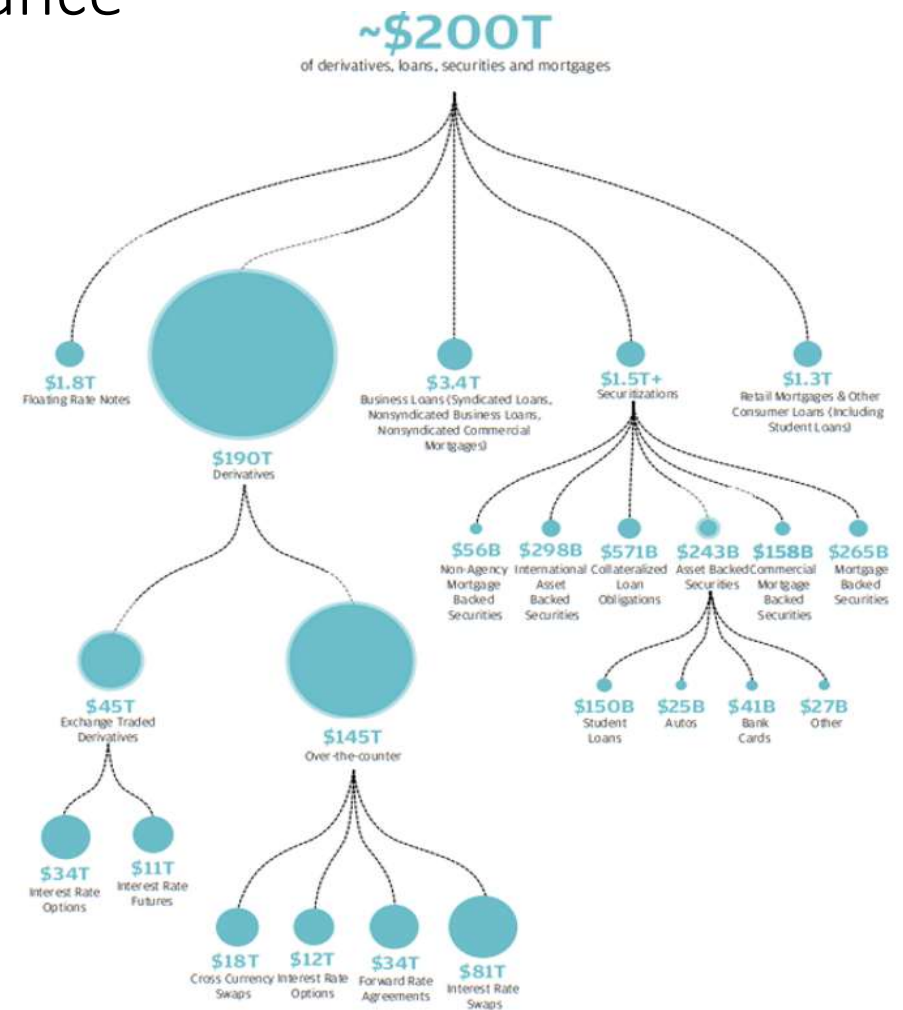 ~$200T
of derivatives, loans, securities and mortgages
$1.8T
Floating Rate Notes
$190T
Derivatives
$3.4T
Business Loans (Syndicated Loans,
Nonsyndicated Business Loans,
Nonsyndicated Commercial
Mortgages)
$1.5T+
Securitizations
$1.3T
Retail Mortgages & Other
Consumer Loans (Including
Student Loans)
$56B
Non-Agency
Mortgage
Backed
Securities
$298B
International
Asset
Backed
Securities
$571B
Collateralized
Loan
Obligations
$243B
Asset Backed
Securities
$158B
Commercial
Mortgage
Backed
Securities
$265B
Mortgage
Backed
Securities
$150B
Student
Loans
$25B
Autos
$41B
Bank
Cards
$27B
Other
$45T
Exchange Traded
Derivatives
$145T
Over-the-counter
$34T
Interest Rate
Options
$11T
Interest Rate
Futures
$18T
Cross Currency
Swaps
$12T
Interest Rate
Options
$34T
Forward Rate
Agreements
$81T
Interest Rate
Swaps